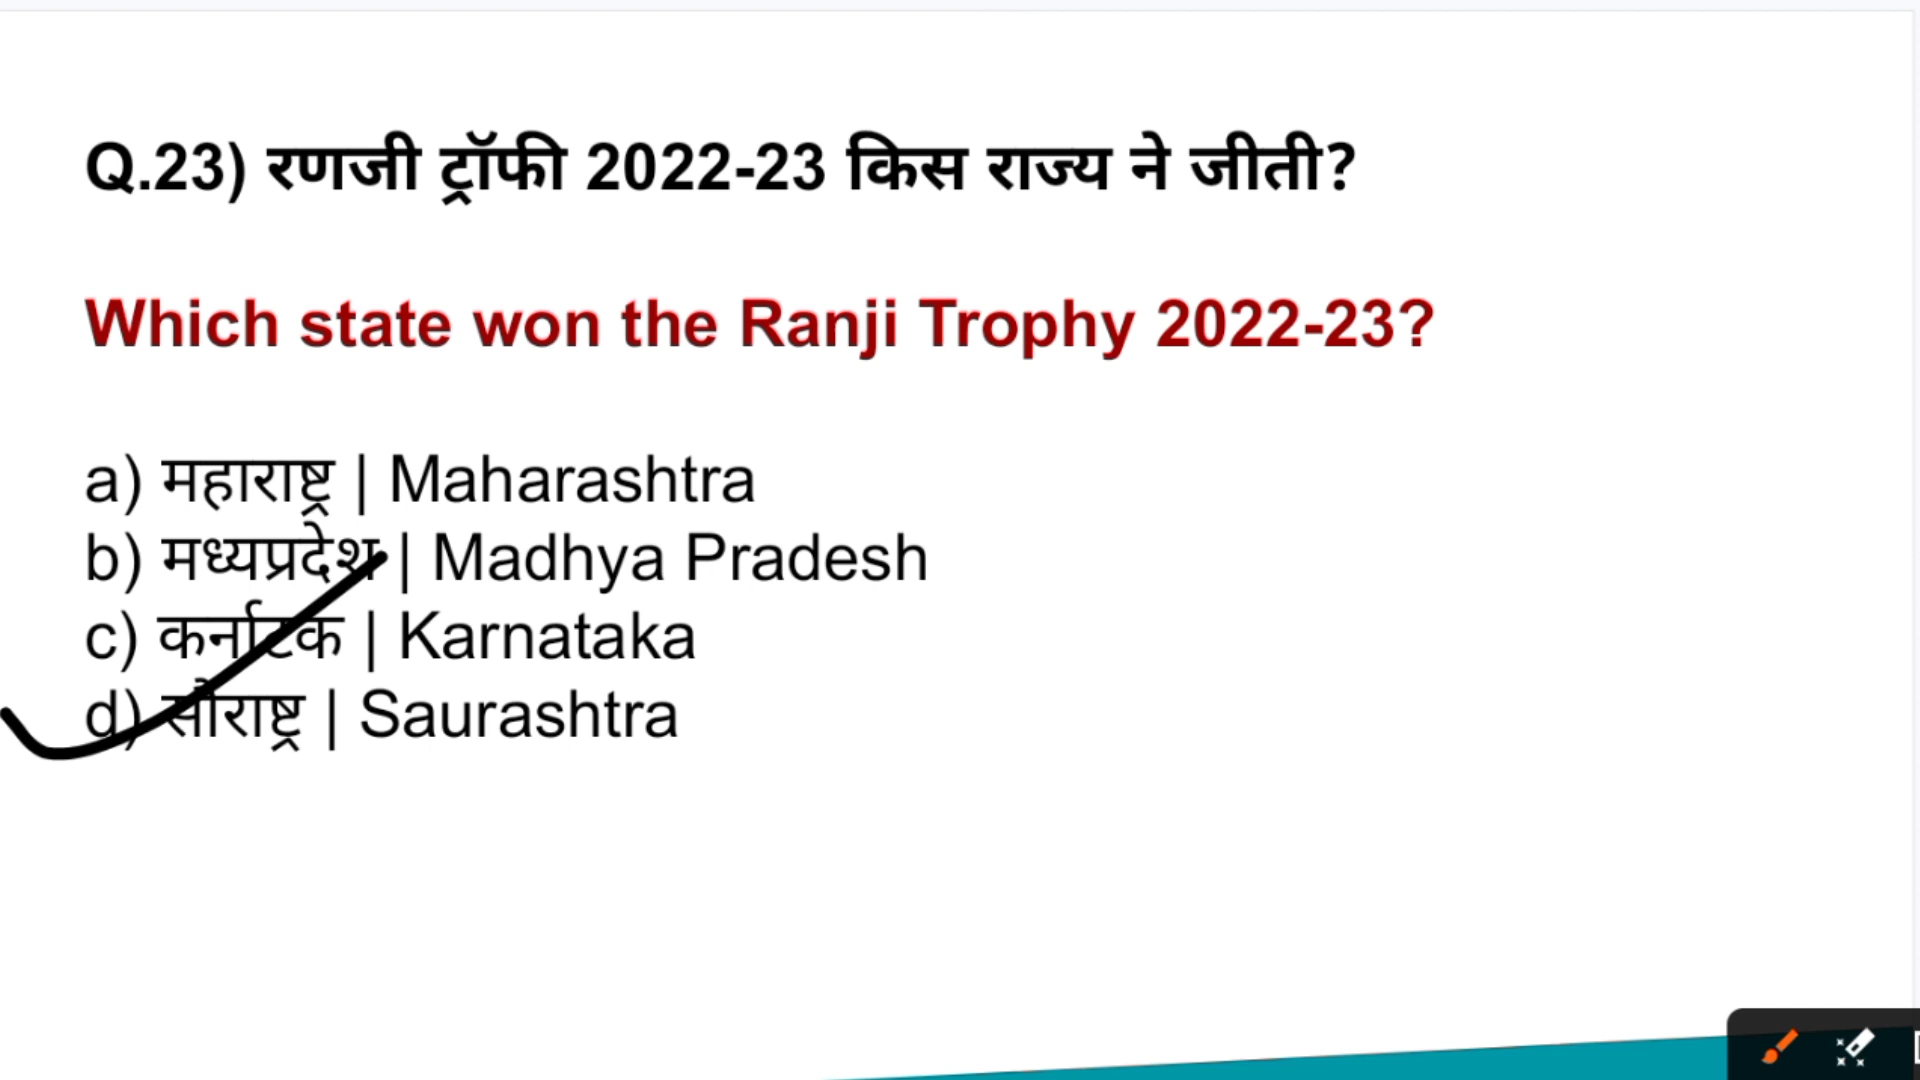 Q.23) रणजी ट्रॉफी 2022-23 किस राज्य ने जीती?
Which state won the Ranji Trophy 2022-23?
a) महाराष्ट्र | Maharashtra
b) मध्यप्रदेश | Madhya Pradesh
c) कर्नाटक | Karnataka
d) सौराष्ट्र | Saurashtra